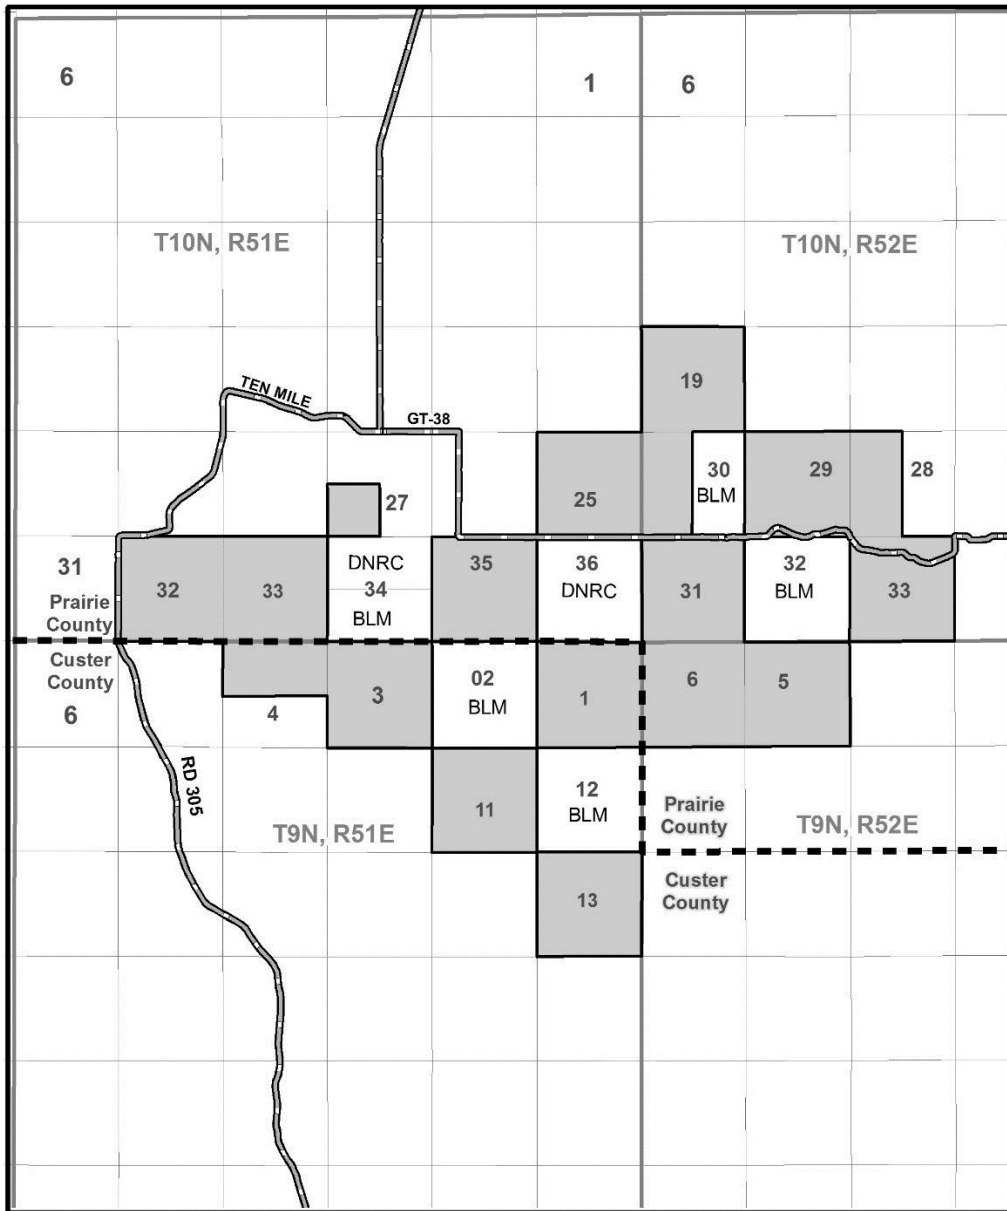 6
1
6
T10N, R51E
T10N, R52E
19
TEN MILE
GT-38
30
BLM
29
28
27
25
31
32
33
DNRC
34
BLM
35
36
DNRC
31
32
BLM
33
Prairie
County
Custer
County
6
4
3
02
BLM
1
6
5
RD 305
11
12
BLM
Prairie
County
T9N, R51E
T9N, R52E
Custer
County
13